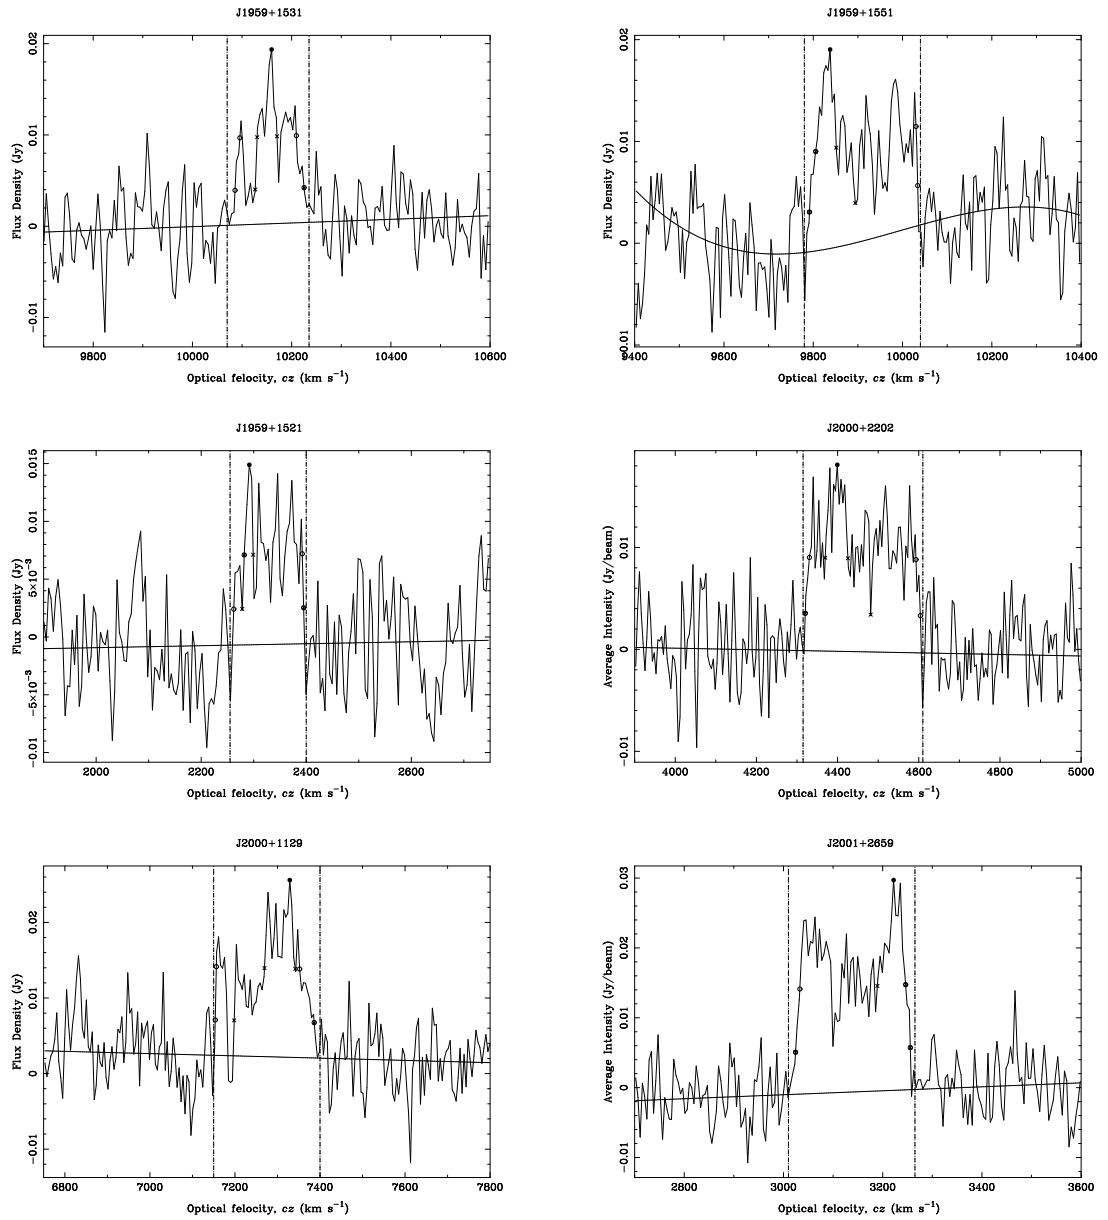 J1959+1531 J1959+1551
Flux Density (Jy) Flux Density (Jy)
0.02 0.02
0.01 0.01
0 0
−0.01 −0.01
9800 10000 10200 10400 10600 9400 9600 9800 10000 10200 10400
Optical felocity, cz (km s⁻¹) Optical felocity, cz (km s⁻¹)
J1959+1521 J2000+2202
Flux Density (Jy) Average Intensity (Jy/beam)
0.015
0.01 0.01
5×10⁻³
0 0
−5×10⁻³
−0.01 −0.01
2000 2200 2400 2600 4000 4200 4400 4600 4800 5000
Optical felocity, cz (km s⁻¹) Optical felocity, cz (km s⁻¹)
J2000+1129 J2001+2659
Flux Density (Jy) Average Intensity (Jy/beam)
0.03
0.02 0.02
0.01 0.01
0 0
−0.01 −0.01
6800 7000 7200 7400 7600 7800 2800 3000 3200 3400 3600
Optical felocity, cz (km s⁻¹) Optical felocity, cz (km s⁻¹)